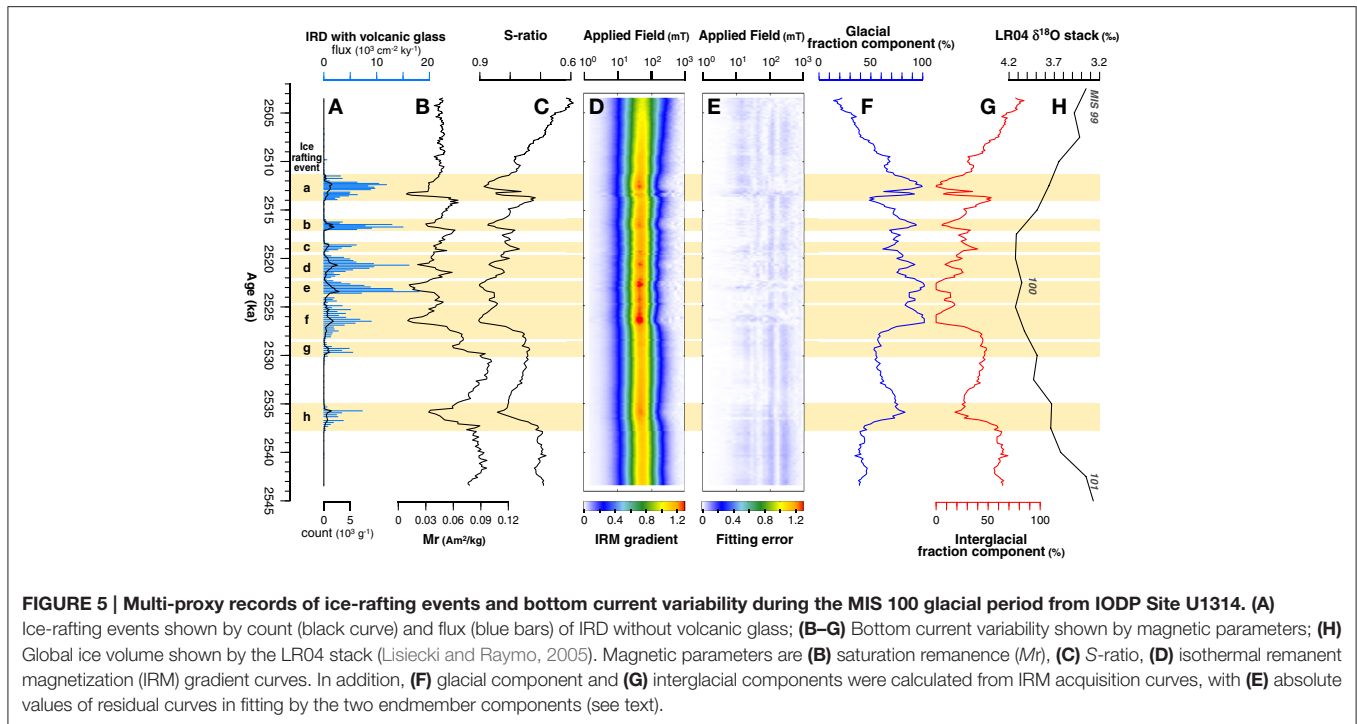 IRD with volcanic glass S-ratio Applied Field (mT) Applied Field (mT) Glacial fraction component (%) LR04 δ18O stack (‰)
flux (10³ cm⁻² ky⁻¹)
0 10 20 0.9 0.6 10⁰ 10¹ 10² 10³ 10⁰ 10¹ 10² 10³ 0 50 100 4.2 3.7 3.2
A B C D E F G H
MIS 99
2505
Ice
rafting
event
2510
a
2515
b
c
2520
d
100
e
2525
f
g
2530
2535
h
2540
101
2545
Age (ka)
0 5
count (10³ g⁻¹)
0 0.03 0.06 0.09 0.12
Mr (Am²/kg)
0 0.4 0.8 1.2
IRM gradient
0 0.4 0.8 1.2
Fitting error
0 50 100
Interglacial
fraction component (%)
FIGURE 5 | Multi-proxy records of ice-rafting events and bottom current variability during the MIS 100 glacial period from IODP Site U1314. (A)
Ice-rafting events shown by count (black curve) and flux (blue bars) of IRD without volcanic glass; (B–G) Bottom current variability shown by magnetic parameters; (H)
Global ice volume shown by the LR04 stack (Lisiecki and Raymo, 2005). Magnetic parameters are (B) saturation remanence (Mr), (C) S-ratio, (D) isothermal remanent
magnetization (IRM) gradient curves. In addition, (F) glacial component and (G) interglacial components were calculated from IRM acquisition curves, with (E) absolute
values of residual curves in fitting by the two endmember components (see text).